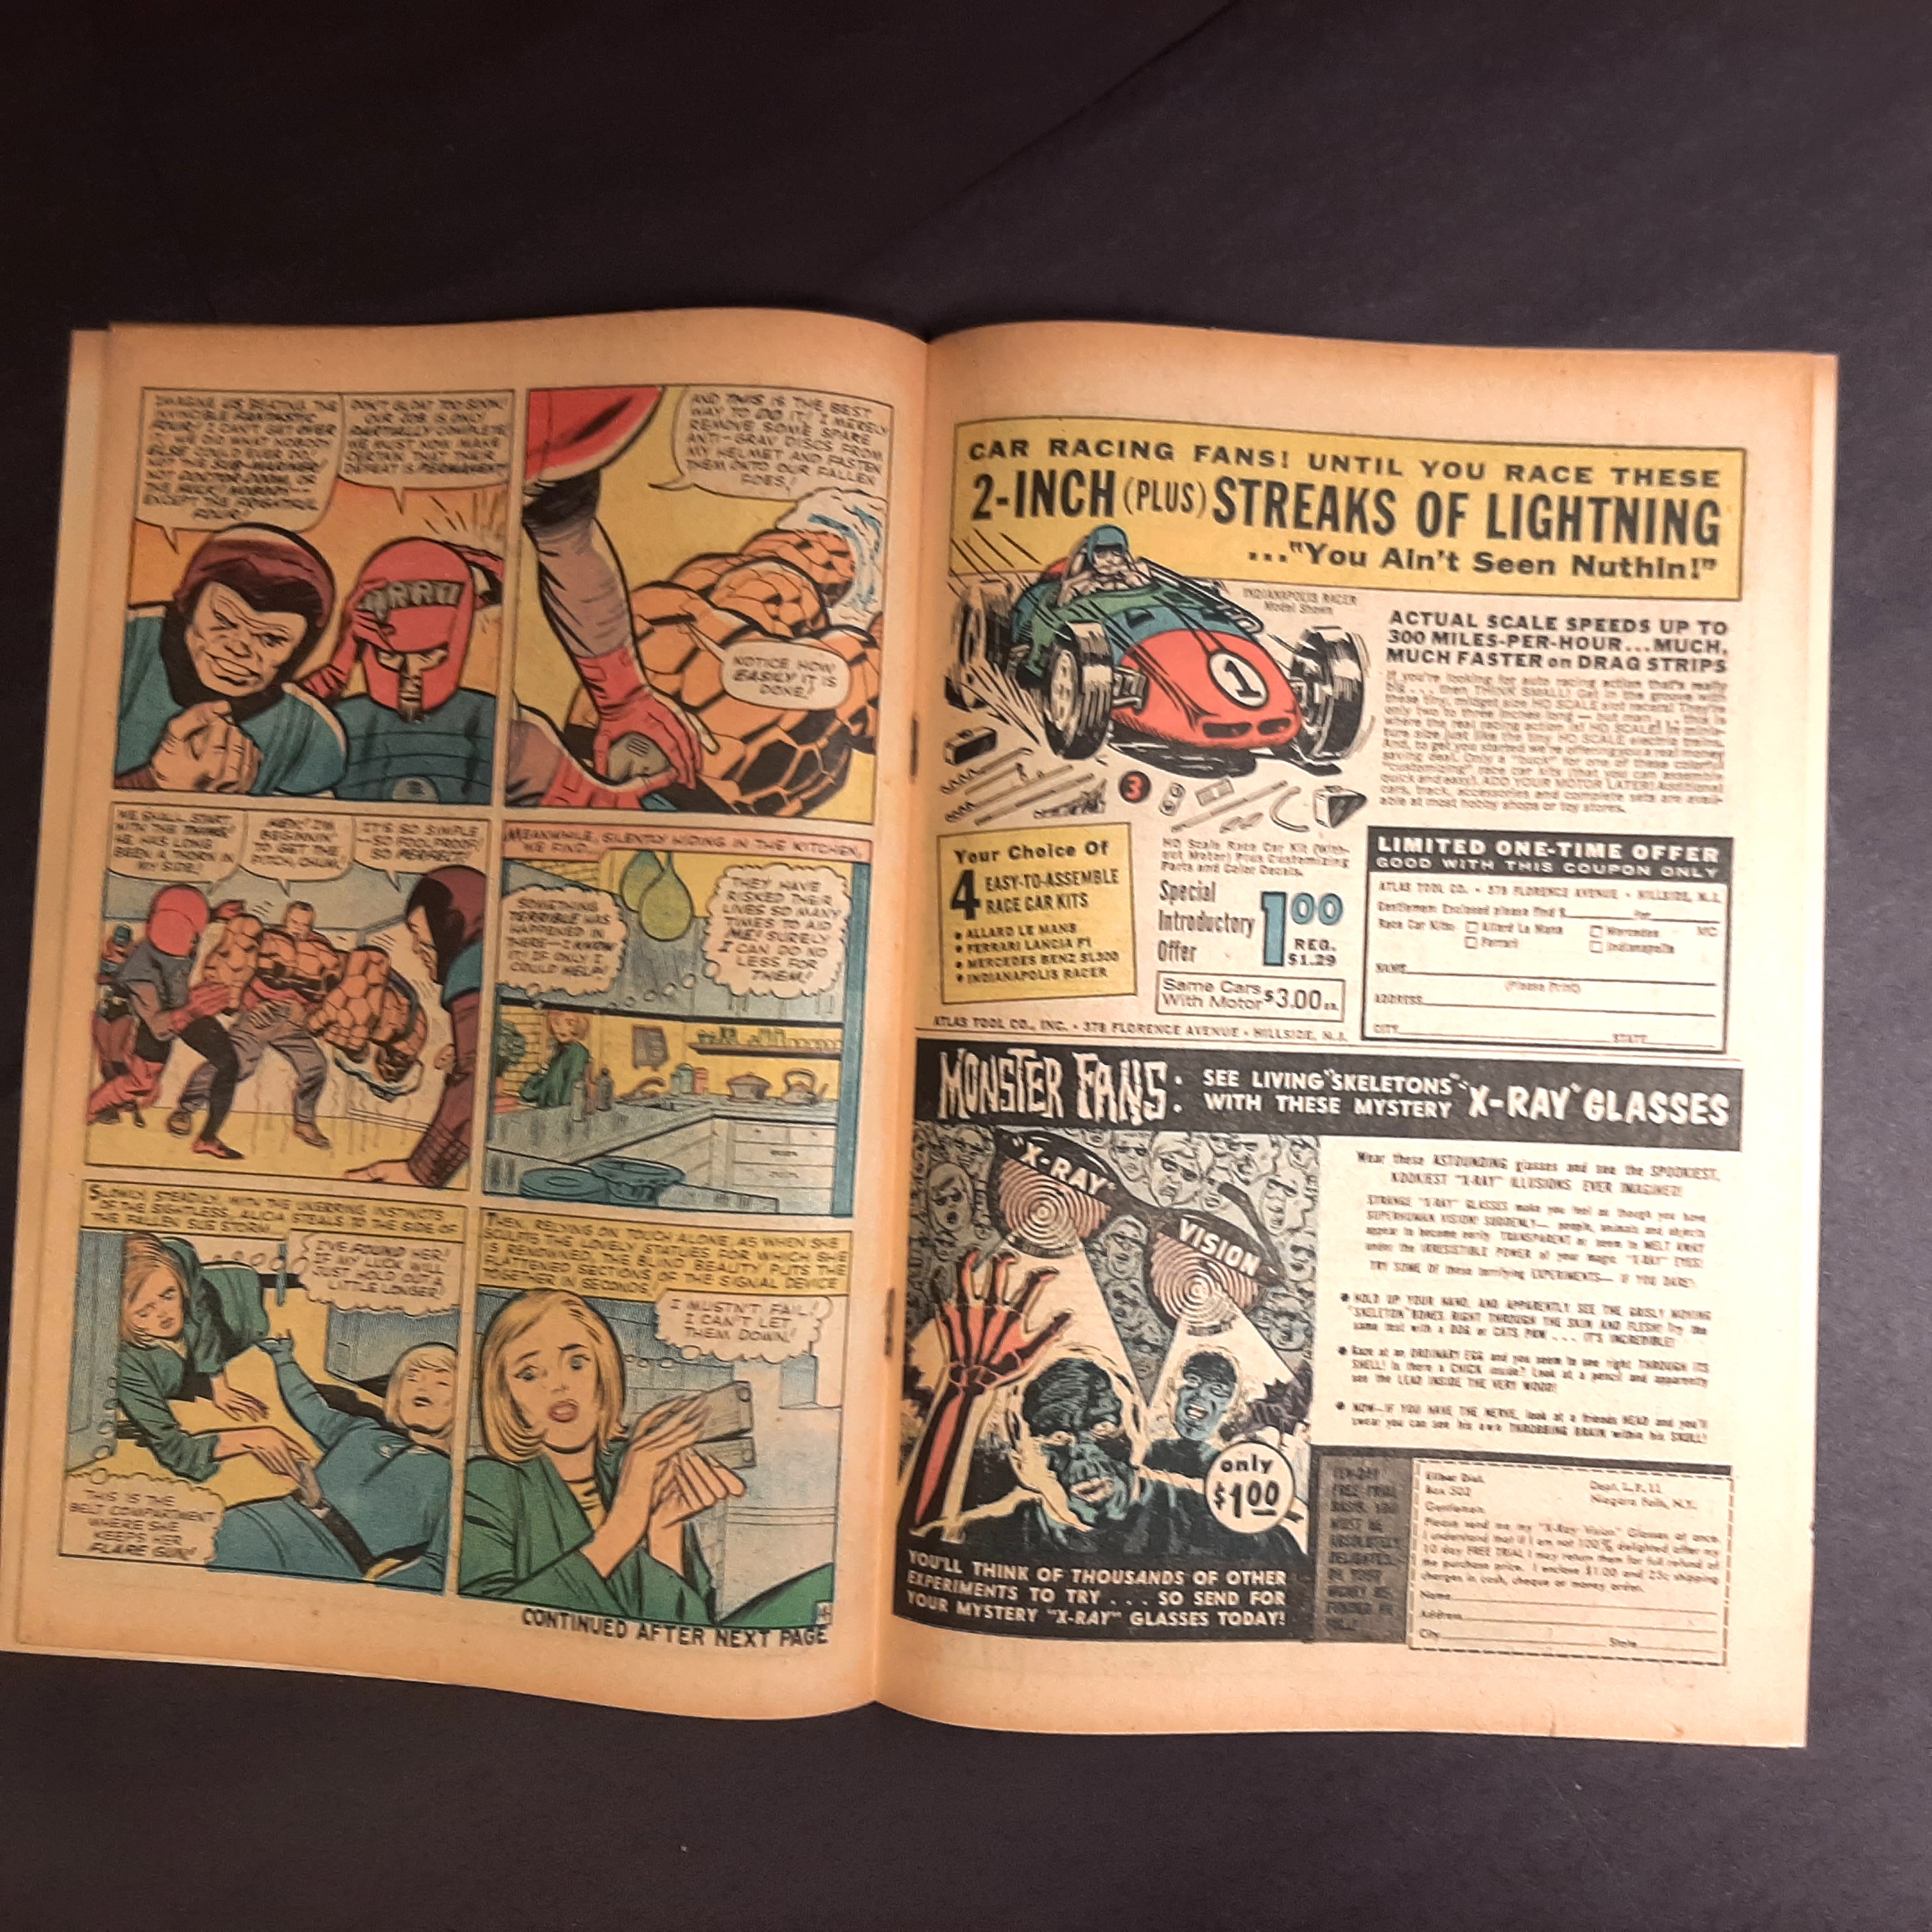 IMAGINE US BEATING THE
INVINCIBLE FANTASTIC
FOUR! I CAN'T GET OVER
IT! WE DID WHAT NOBODY
ELSE COULD EVER DO!
NOT THE SUB-MARINER!
NOT DOCTOR DOOM, OR
THE HULK! NOBODY--
EXCEPT THE FRIGHTFUL
FOUR!
DON'T GLOAT TOO SOON!
OUR JOB IS ONLY
PARTIALLY COMPLETE!
WE MUST NOW MAKE
CERTAIN THAT THEIR
DEFEAT IS PERMANENT!
AND THIS IS THE BEST
WAY TO DO IT! I MERELY
REMOVE SOME SPARE
ANTI-GRAV DISCS FROM
MY HELMET AND FASTEN
THEM ONTO OUR FALLEN
FOES!
NOTICE HOW
EASILY IT IS
DONE!
WE SHALL START
WITH THE THING!
HE HAS LONG
BEEN A THORN IN
MY SIDE!
HEY! I'M
BEGINNIN'
TO GET THE
PITCH, CHUM!
IT'S SO SIMPLE
--SO FOOLPROOF!
SO PERFECT!
MEANWHILE, SILENTLY HIDING IN THE KITCHEN,
WE FIND...
SOMETHING
TERRIBLE HAS
HAPPENED IN
THERE--I KNOW
IT! IF ONLY I
COULD HELP!
THEY HAVE
RISKED THEIR
LIVES SO MANY
TIMES TO AID
ME! SURELY
I CAN DO NO
LESS FOR
THEM!
SLOWLY, STEADILY, WITH THE UNERRING INSTINCTS
OF THE SIGHTLESS, ALICIA STEALS TO THE SIDE OF
THE FALLEN SUE STORM...
I'VE FOUND HER!
IF MY LUCK WILL
JUST HOLD OUT A
LITTLE LONGER!
THIS IS THE
BELT COMPARTMENT
WHERE SHE
KEEPS HER
FLARE GUN!
THEN, RELYING ON TOUCH ALONE, AS WHEN SHE
SCULPTS THE LOVELY STATUES FOR WHICH SHE
IS RENOWNED, THE BLIND BEAUTY PUTS THE
FLATTENED SECTIONS OF THE SIGNAL DEVICE
TOGETHER IN SECONDS!
I MUSTN'T FAIL!
I CAN'T LET
THEM DOWN!
14
CONTINUED AFTER NEXT PAGE
CAR RACING FANS! UNTIL YOU RACE THESE
2-INCH (PLUS) STREAKS OF LIGHTNING
..."You Ain't Seen Nuthin!"
INDIANAPOLIS RACER
Model Shown
1
3
ACTUAL SCALE SPEEDS UP TO
300 MILES-PER-HOUR...MUCH,
MUCH FASTER on DRAG STRIPS
If you're looking for auto racing action that's really
big . . . then THINK SMALL! Get in the groove with
these tiny, midget size HO SCALE slot racers! They're
only two to three inches long — but man . . . this is
where the real racing action is! HO SCALE! In minia-
ture size just like the tiny HO SCALE electric trains.
And, to get you started we're offering you a real money
saving deal. Only a "buck" for one of these colorful,
"customizing" race car kits (that you can assemble
quick and easy). ADD YOUR MOTOR LATER! Additional
cars, track, accessories and complete sets are avail-
able at most hobby shops or toy stores.
Your Choice Of
4 EASY-TO-ASSEMBLE
RACE CAR KITS
• ALLARD LE MANS
• FERRARI LANCIA F1
• MERCEDES BENZ SL300
• INDIANAPOLIS RACER
HO Scale Race Car Kit (With-
out Motor) Plus Customizing
Parts and Color Decals.
Special
Introductory
Offer
1.00
REG.
$1.29
Same Cars
With Motor $3.00 ea.
ATLAS TOOL CO., INC. • 378 FLORENCE AVENUE • HILLSIDE, N.J.
LIMITED ONE-TIME OFFER
GOOD WITH THIS COUPON ONLY
ATLAS TOOL CO. • 378 FLORENCE AVENUE • HILLSIDE, N.J.
Gentlemen: Enclosed please find $ for
Race Car Kits: Allard Le Mans Mercedes MC
Ferrari Indianapolis
NAME
(Please Print)
ADDRESS
CITY STATE
MONSTER FANS:
SEE LIVING "SKELETONS"
WITH THESE MYSTERY "X-RAY" GLASSES
"X-RAY"
VISION
only
$1.00
Wear these ASTOUNDING glasses and see the SPOOKIEST,
KOOKIEST "X-RAY" ILLUSIONS EVER IMAGINED!
STRANGE "X-RAY" GLASSES make you feel as though you have
SUPERHUMAN VISION! SUDDENLY— people, animals and objects
appear to become eerily TRANSPARENT or seem to MELT AWAY
under the IRRESISTIBLE POWER of your magic "X-RAY" EYES!
TRY SOME OF these terrifying EXPERIMENTS— IF YOU DARE!
● HOLD UP YOUR HAND, AND APPARENTLY SEE THE GRISLY MOVING
"SKELETON" BONES RIGHT THROUGH THE SKIN AND FLESH! Try the
same test with a DOG or CATS PAW . . . IT'S INCREDIBLE!
● Gaze at an ORDINARY EGG and you seem to see right THROUGH ITS
SHELL! Is there a CHICK inside? Look at a pencil and apparently
see the LEAD INSIDE THE VERY WOOD!
● NOW—IF YOU HAVE THE NERVE, look at a friends HEAD and you'll
swear you can see his own THROBBING BRAIN within his SKULL!
YOU'LL THINK OF THOUSANDS OF OTHER
EXPERIMENTS TO TRY . . . SO SEND FOR
YOUR MYSTERY "X-RAY" GLASSES TODAY!
TEN-DAY
FREE TRIAL
BASIS. YOU
MUST BE
ABSOLUTELY
DELIGHTED
OR YOUR
MONEY RE-
FUNDED IN
FULL!
Dist.
Box 502
Dept. L.F. 11
Niagara Falls, N.Y.
Gentlemen:
Please send me my "X-Ray Vision" Glasses at once.
I understand that if I am not 100% delighted after my
10 day FREE TRIAL I may return them for full refund of
the purchase price. I enclose $1.00 and 25c shipping
charges in cash, cheque or money order.
Name
Address
City State